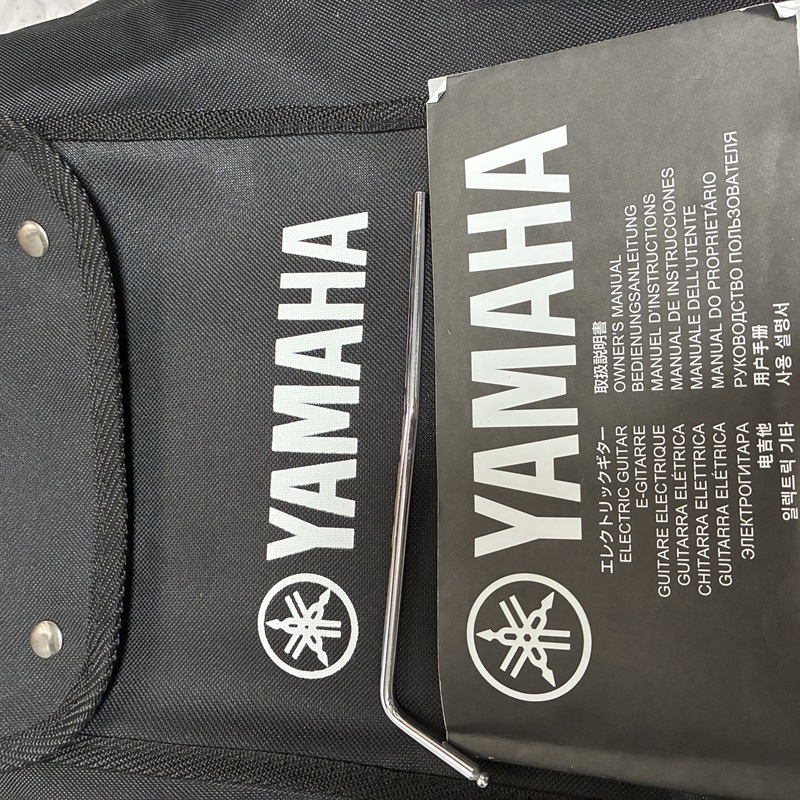 YAMAHA
YAMAHA
エレクトリックギター 取扱説明書
ELECTRIC GUITAR OWNER'S MANUAL
E-GITARRE BEDIENUNGSANLEITUNG
GUITARE ELECTRIQUE MANUEL D'INSTRUCTIONS
GUITARRA ELÉTRICA MANUAL DE INSTRUCCIONES
CHITARRA ELETTRICA MANUALE DELL'UTENTE
GUITARRA ELÉTRICA MANUAL DO PROPRIETÁRIO
ЭЛЕКТРОГИТАРА РУКОВОДСТВО ПОЛЬЗОВАТЕЛЯ
电吉他 用户手册
일렉트릭 기타 사용 설명서